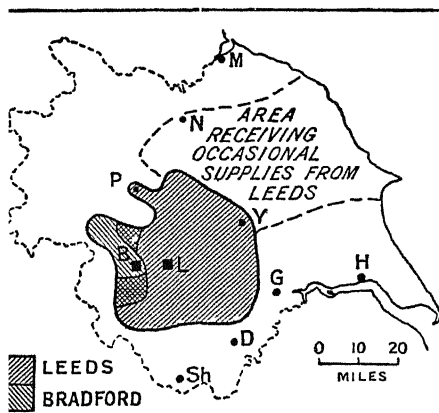 M
N
AREA
RECEIVING
OCCASIONAL
SUPPLIES FROM
LEEDS
P
Y
B
L
G
H
D
Sh
0 10 20
MILES
LEEDS
BRADFORD